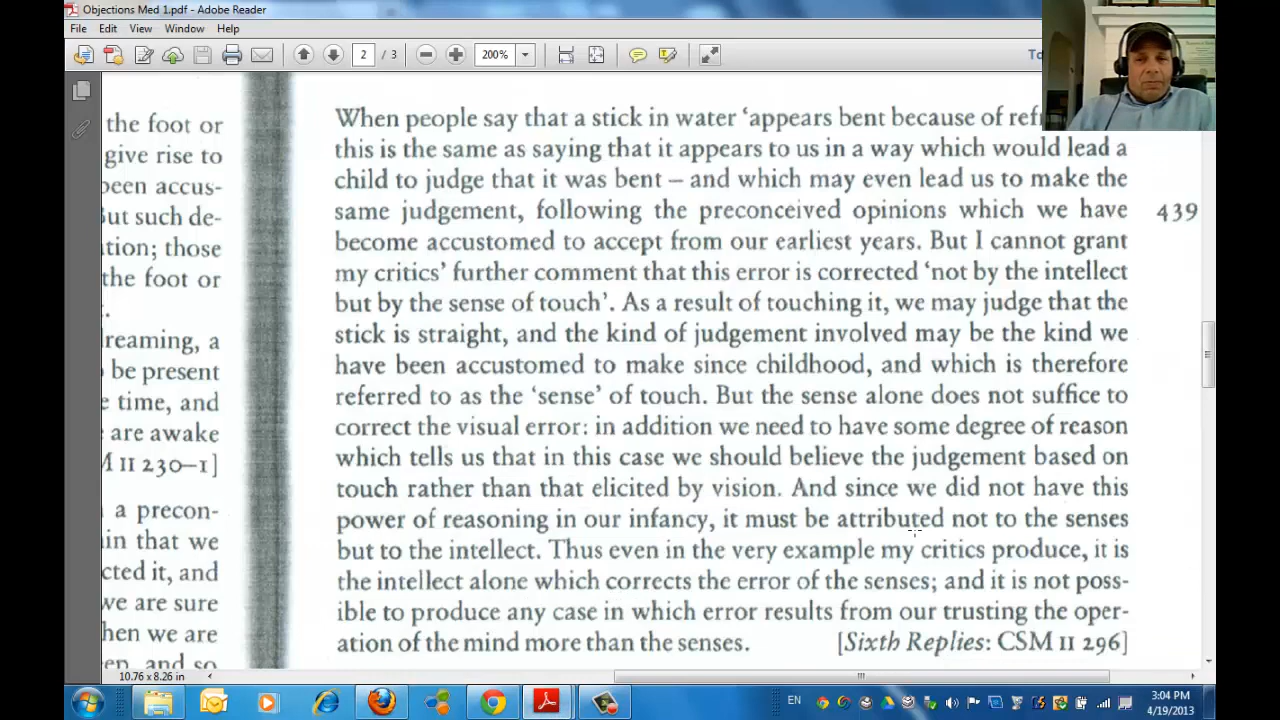 Objections Med 1.pdf - Adobe Reader
File Edit View Window Help
2 / 3 200%
the foot or
give rise to
been accus-
ut such de-
tion; those
the foot or
reaming, a
be present
e time, and
are awake
M II 230–1]
a precon-
in that we
cted it, and
we are sure
hen we are
en, and so
When people say that a stick in water ‘appears bent because of
this is the same as saying that it appears to us in a way which would lead a
child to judge that it was bent – and which may even lead us to make the
same judgement, following the preconceived opinions which we have
439
become accustomed to accept from our earliest years. But I cannot grant
my critics’ further comment that this error is corrected ‘not by the intellect
but by the sense of touch’. As a result of touching it, we may judge that the
stick is straight, and the kind of judgement involved may be the kind we
have been accustomed to make since childhood, and which is therefore
referred to as the ‘sense’ of touch. But the sense alone does not suffice to
correct the visual error: in addition we need to have some degree of reason
which tells us that in this case we should believe the judgement based on
touch rather than that elicited by vision. And since we did not have this
power of reasoning in our infancy, it must be attributed not to the senses
but to the intellect. Thus even in the very example my critics produce, it is
the intellect alone which corrects the error of the senses; and it is not poss-
ible to produce any case in which error results from our trusting the oper-
ation of the mind more than the senses. [Sixth Replies: CSM II 296]
10.76 x 8.26 in
EN
3:04 PM
4/19/2013